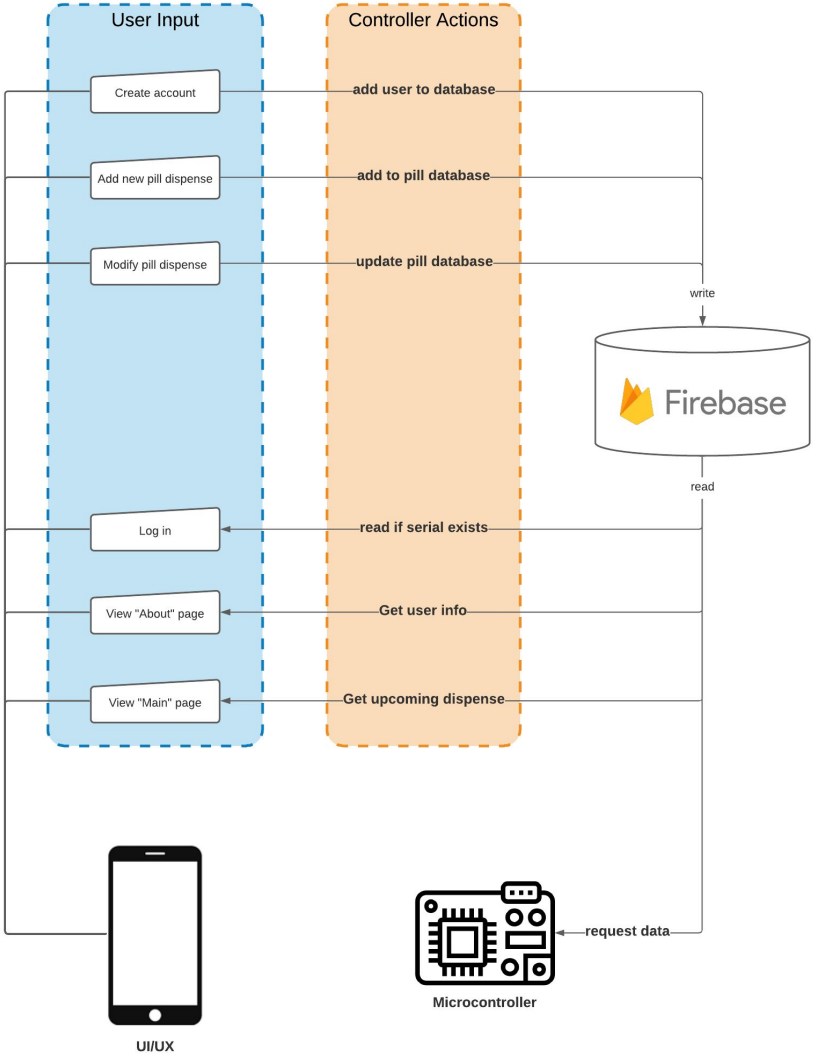 User Input
Controller Actions
Create account
add user to database
Add new pill dispense
add to pill database
Modify pill dispense
update pill database
write
Firebase
read
Log in
read if serial exists
View "About" page
Get user info
View "Main" page
Get upcoming dispense
request data
Microcontroller
UI/UX